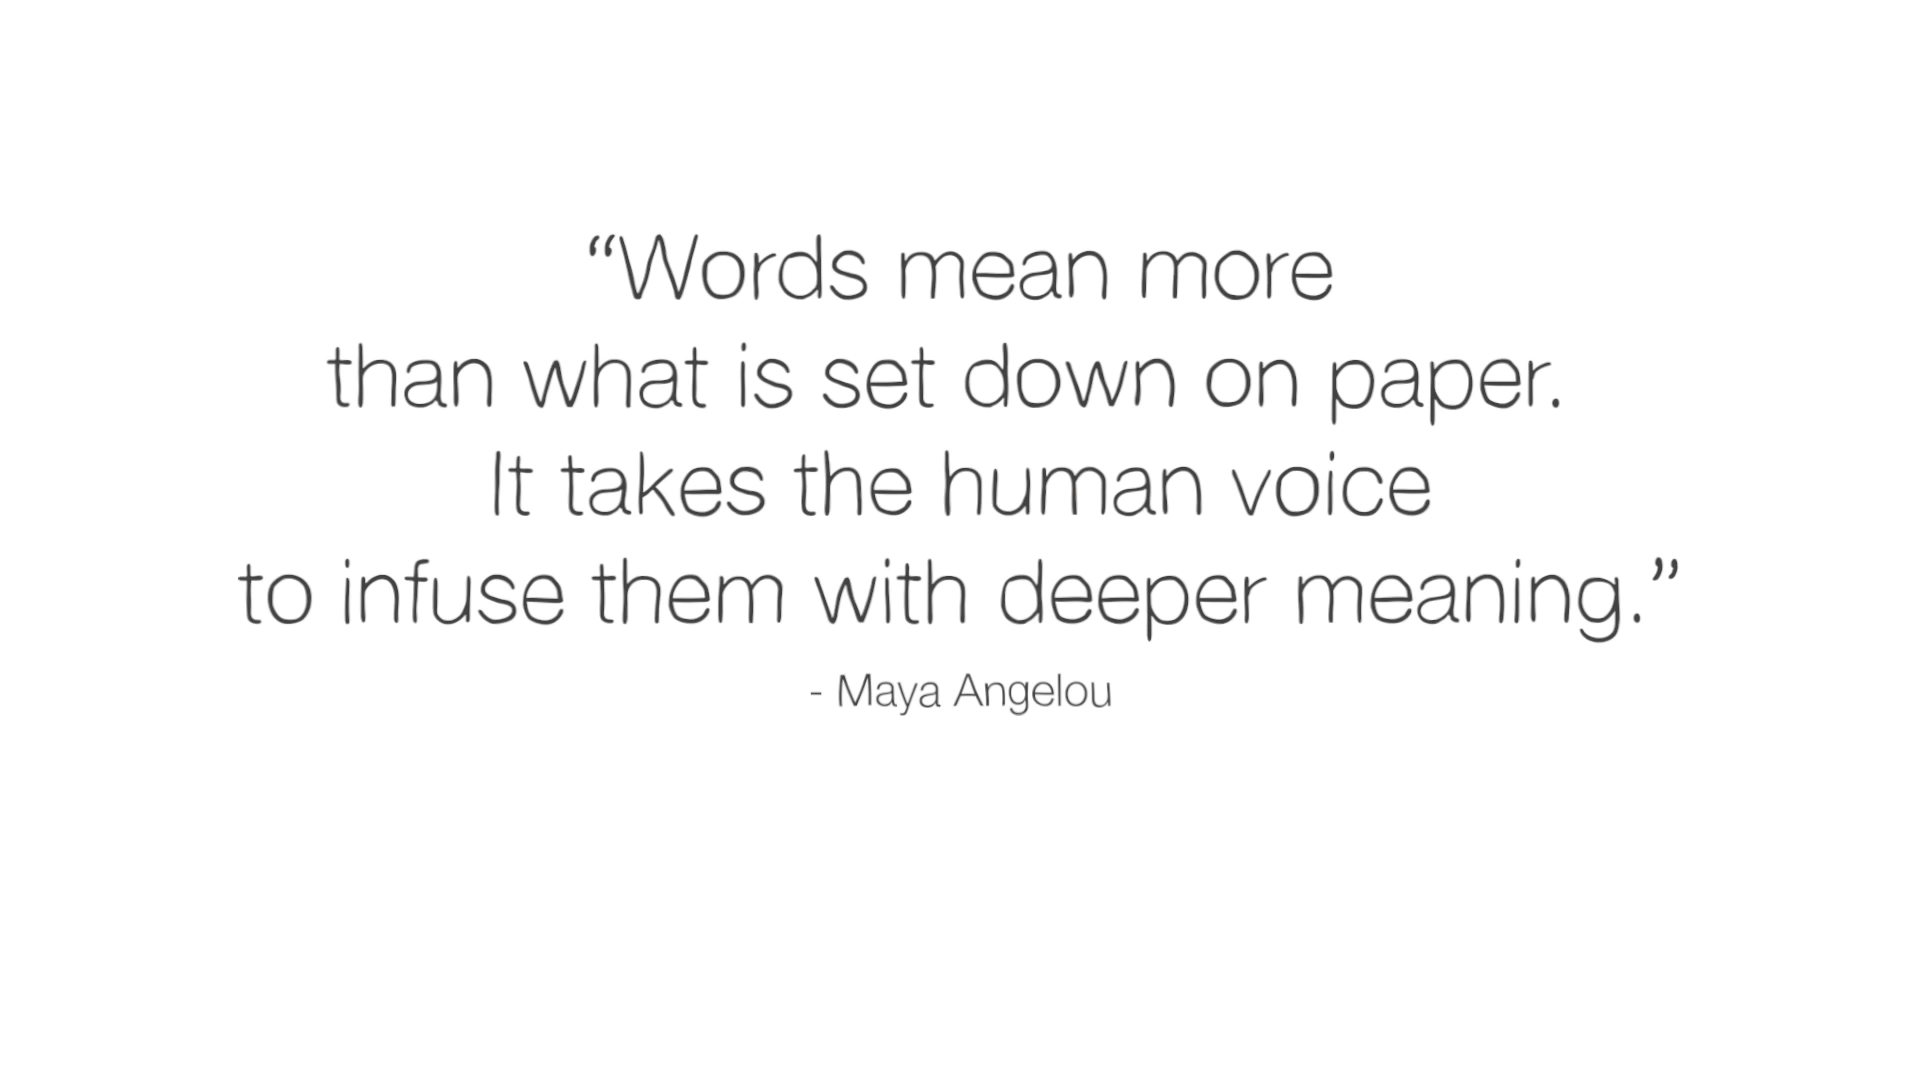 “Words mean more
than what is set down on paper.
It takes the human voice
to infuse them with deeper meaning.”
- Maya Angelou